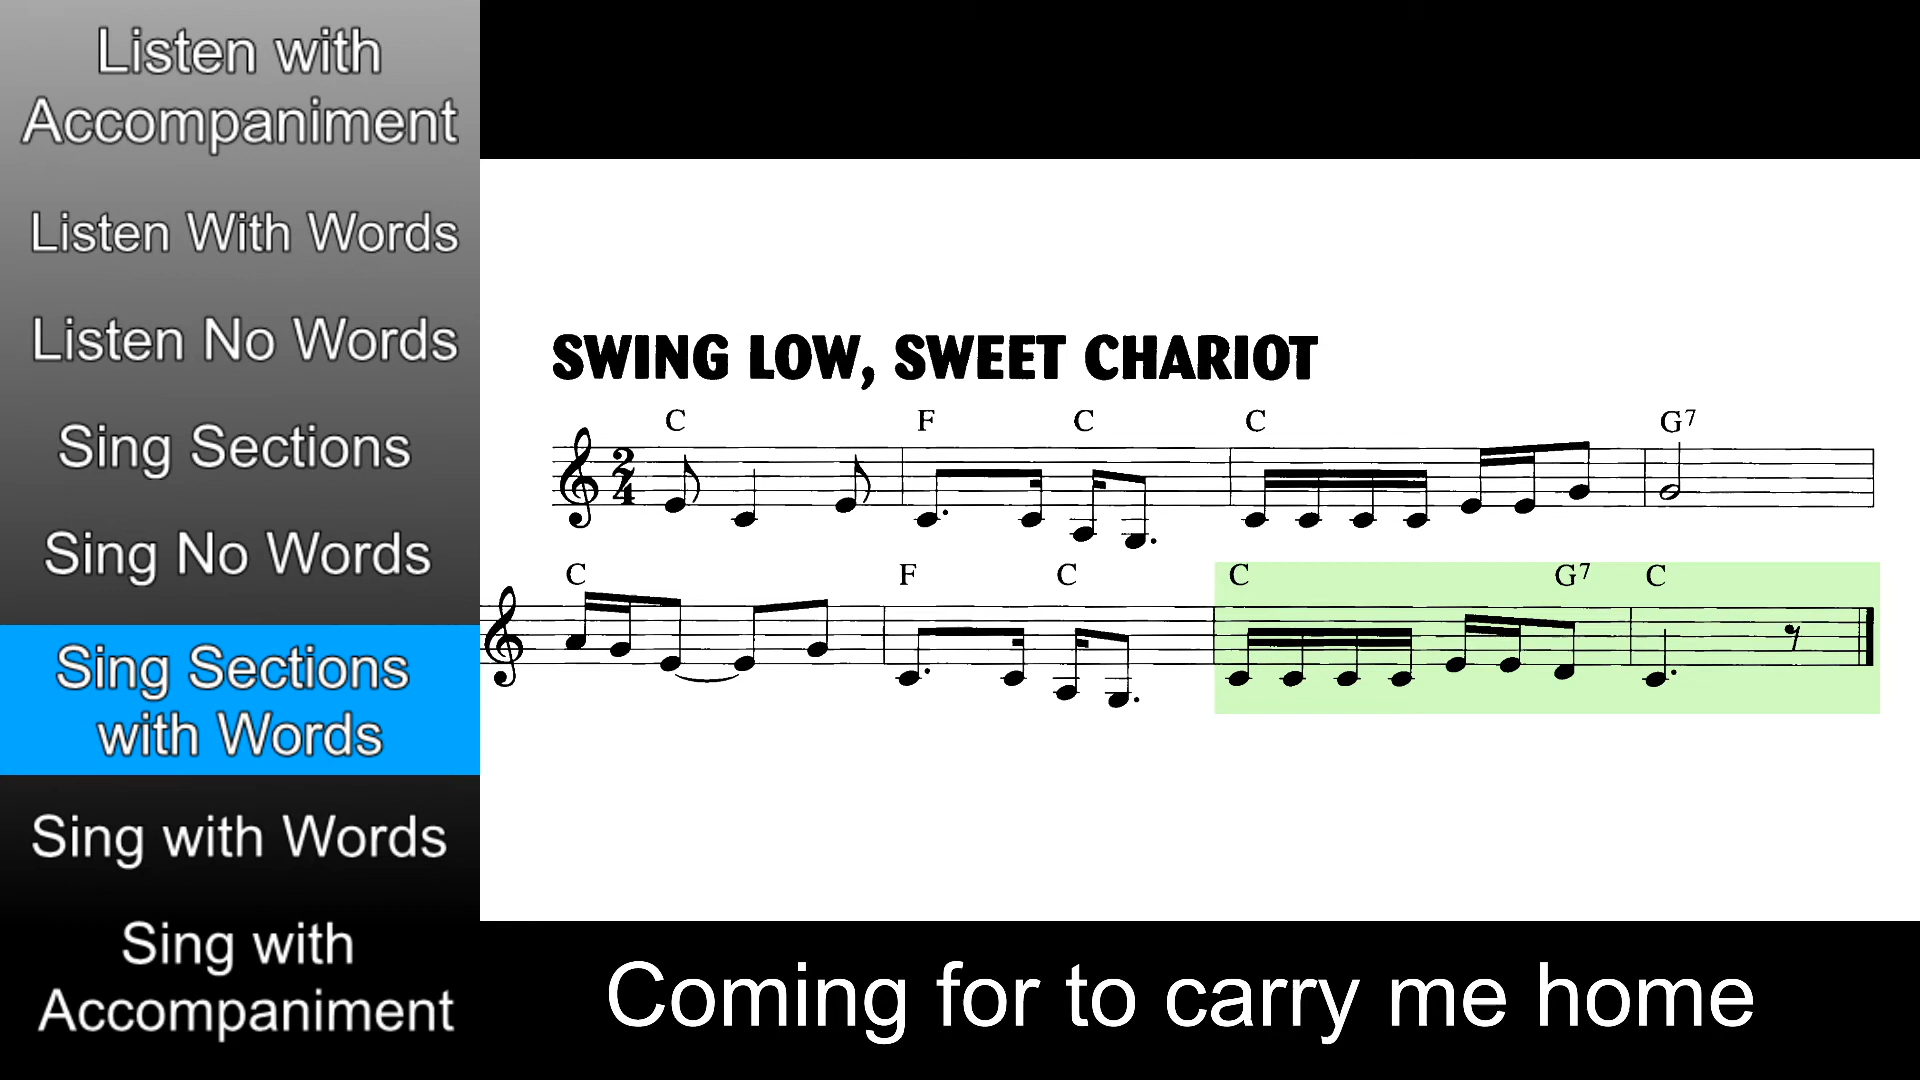 Listen with
Accompaniment
Listen With Words
Listen No Words
Sing Sections
Sing No Words
Sing Sections
with Words
Sing with Words
Sing with
Accompaniment
SWING LOW, SWEET CHARIOT
C F C C G7
2
4
C F C C G7 C
Coming for to carry me home